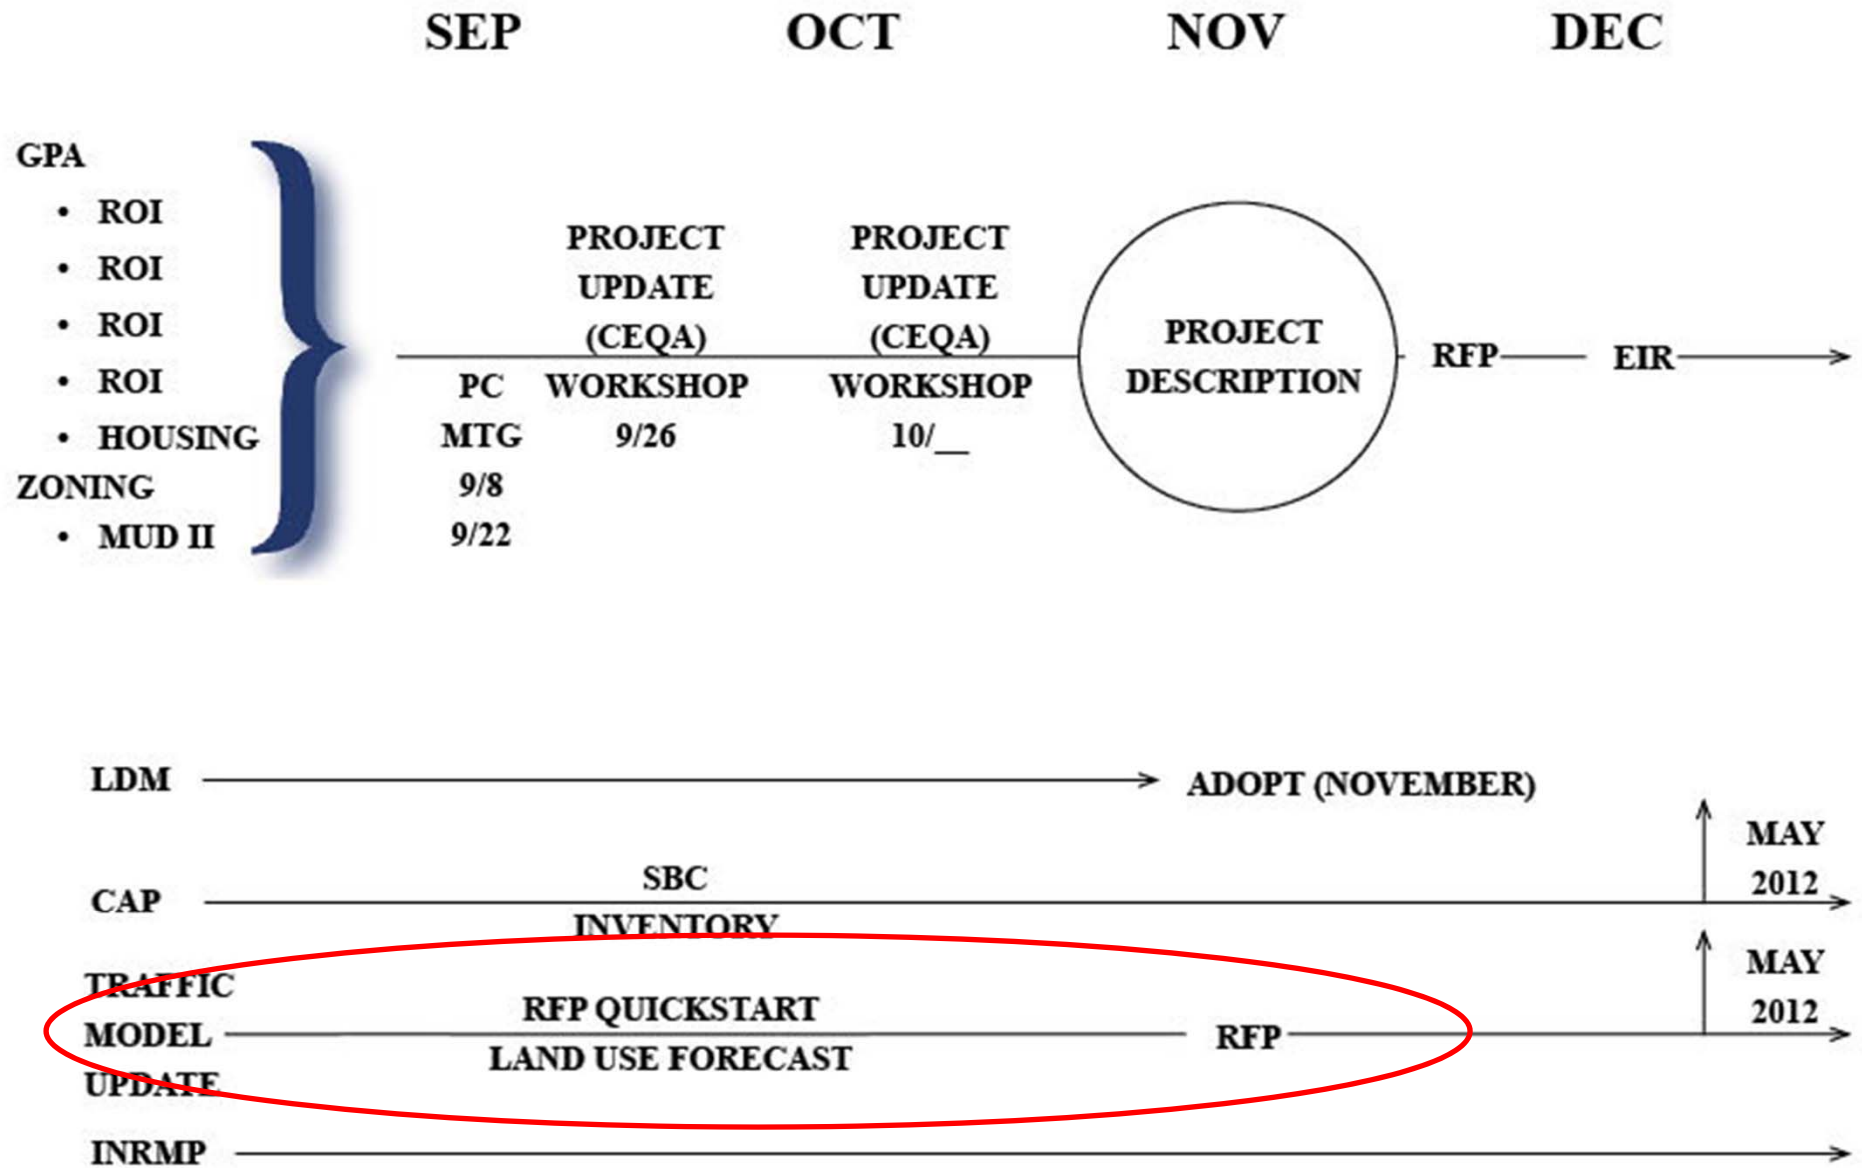 SEP OCT NOV DEC
GPA
• ROI
• ROI
• ROI
• ROI
• HOUSING
ZONING
• MUD II
PC
MTG
9/8
9/22
PROJECT
UPDATE
(CEQA)
WORKSHOP
9/26
PROJECT
UPDATE
(CEQA)
WORKSHOP
10/__
PROJECT
DESCRIPTION
RFP
EIR
LDM
ADOPT (NOVEMBER)
CAP
SBC
INVENTORY
MAY
2012
TRAFFIC
MODEL
UPDATE
RFP QUICKSTART
LAND USE FORECAST
RFP
MAY
2012
INRMP